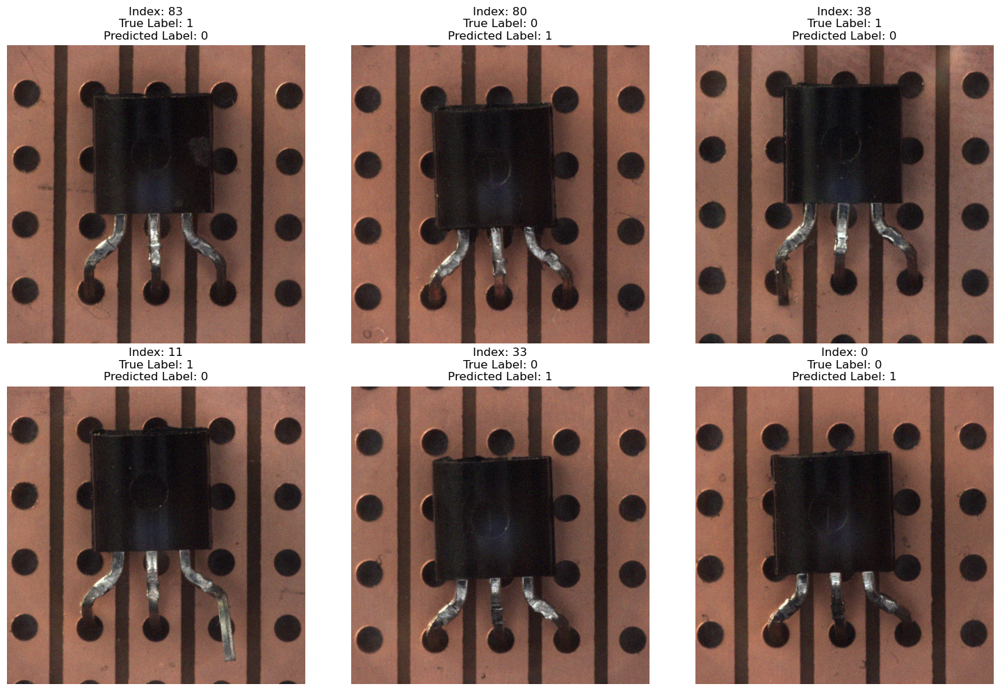 Index: 83
True Label: 1
Predicted Label: 0
Index: 80
True Label: 0
Predicted Label: 1
Index: 38
True Label: 1
Predicted Label: 0
Index: 11
True Label: 1
Predicted Label: 0
Index: 33
True Label: 0
Predicted Label: 1
Index: 0
True Label: 0
Predicted Label: 1